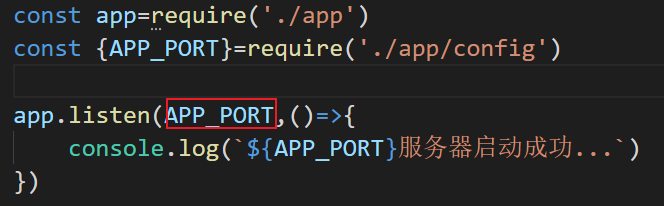 const app=require('./app')
const {APP_PORT}=require('./app/config')
app.listen(APP_PORT,()=>{
    console.log(`${APP_PORT}服务器启动成功...`)
})